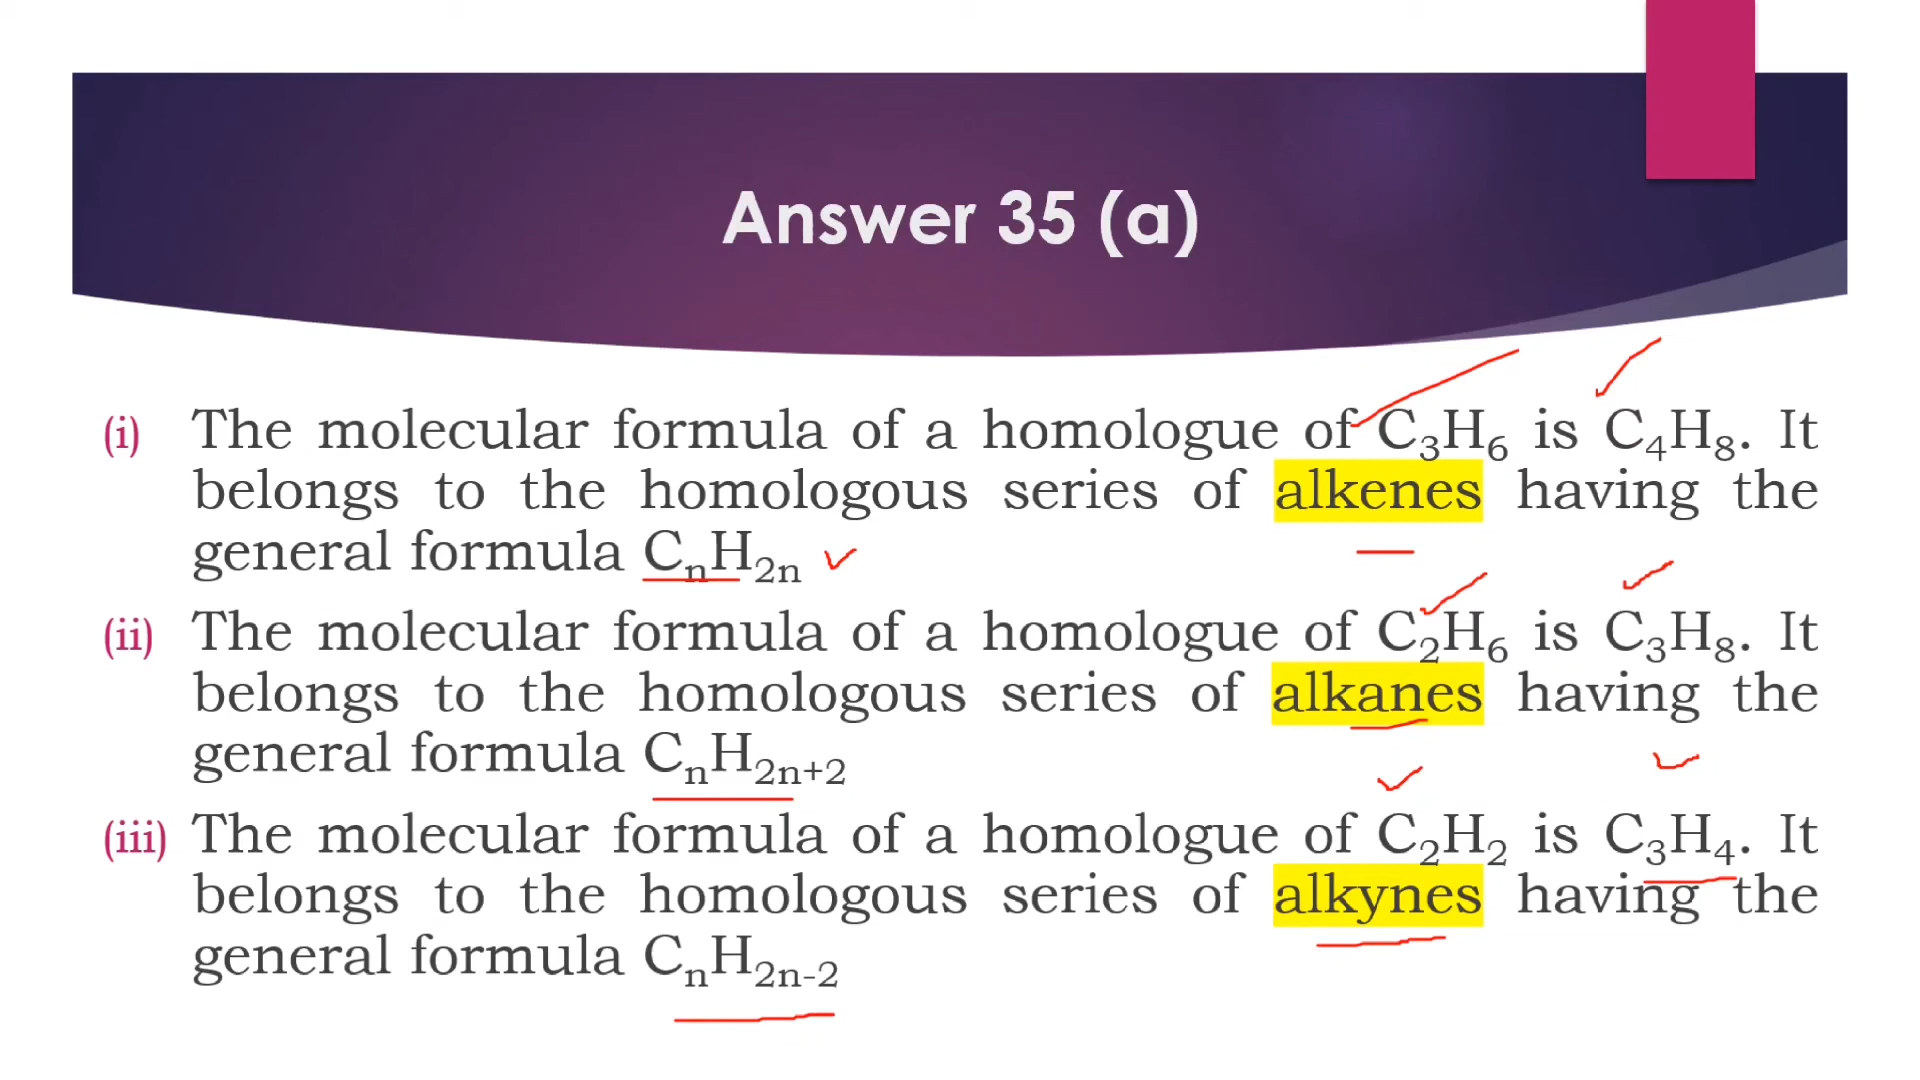 Answer 35 (a)
(i) The molecular formula of a homologue of C₃H₆ is C₄H₈. It
belongs to the homologous series of alkenes having the
general formula CₙH₂ₙ
(ii) The molecular formula of a homologue of C₂H₆ is C₃H₈. It
belongs to the homologous series of alkanes having the
general formula CₙH₂ₙ₊₂
(iii) The molecular formula of a homologue of C₂H₂ is C₃H₄. It
belongs to the homologous series of alkynes having the
general formula CₙH₂ₙ₋₂